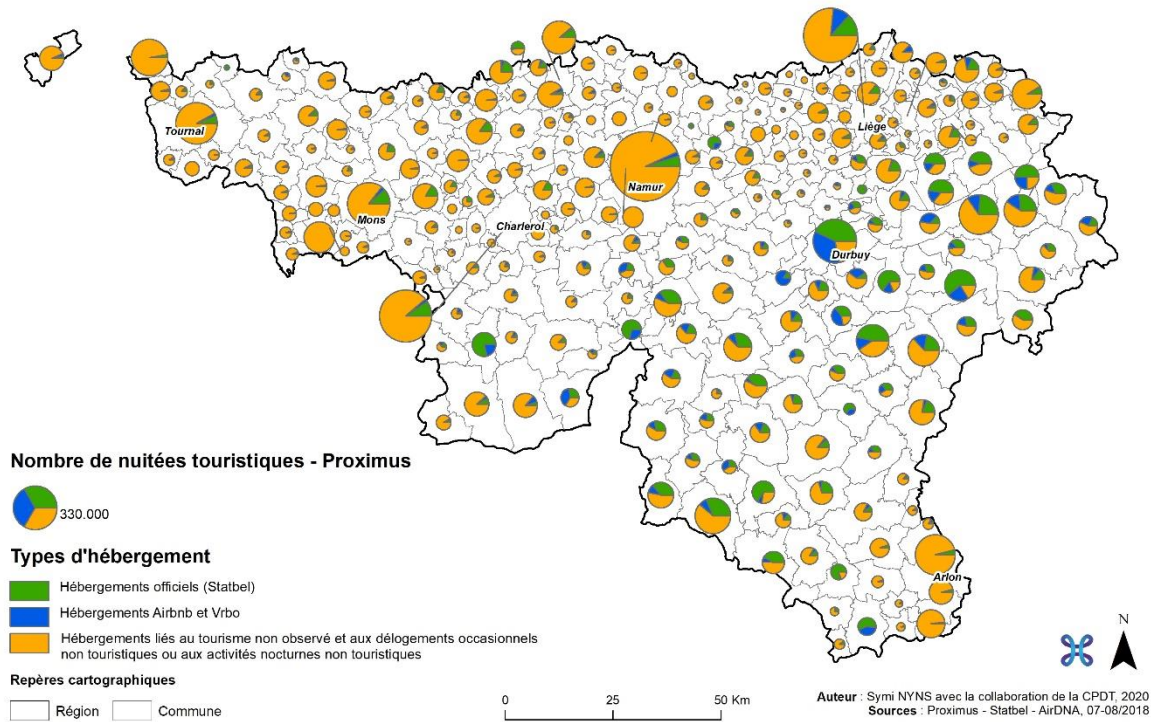 Tournai
Mons
Charleroi
Namur
Liège
Durbuy
Arlon
Nombre de nuitées touristiques - Proximus
330.000
Types d'hébergement
Hébergements officiels (Statbel)
Hébergements Airbnb et Vrbo
Hébergements liés au tourisme non observé et aux délogements occasionnels
non touristiques ou aux activités nocturnes non touristiques
Repères cartographiques
Région Commune
0 25 50 Km
N
Auteur : Symi NYNS avec la collaboration de la CPDT, 2020
Sources : Proximus - Statbel - AirDNA, 07-08/2018